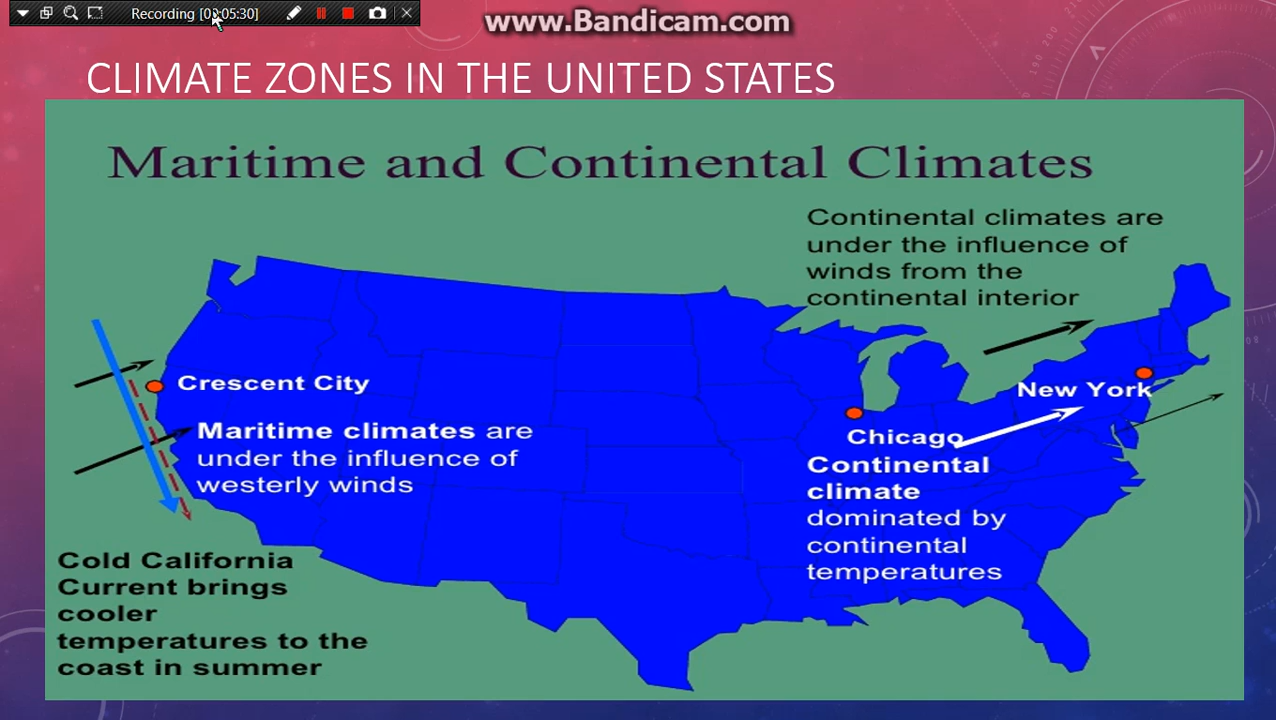 Recording [00:05:30]
www.Bandicam.com
CLIMATE ZONES IN THE UNITED STATES
Maritime and Continental Climates
Continental climates are
under the influence of
winds from the
continental interior
Crescent City
Maritime climates are
under the influence of
westerly winds
New York
Chicago
Continental
climate
dominated by
continental
temperatures
Cold California
Current brings
cooler
temperatures to the
coast in summer